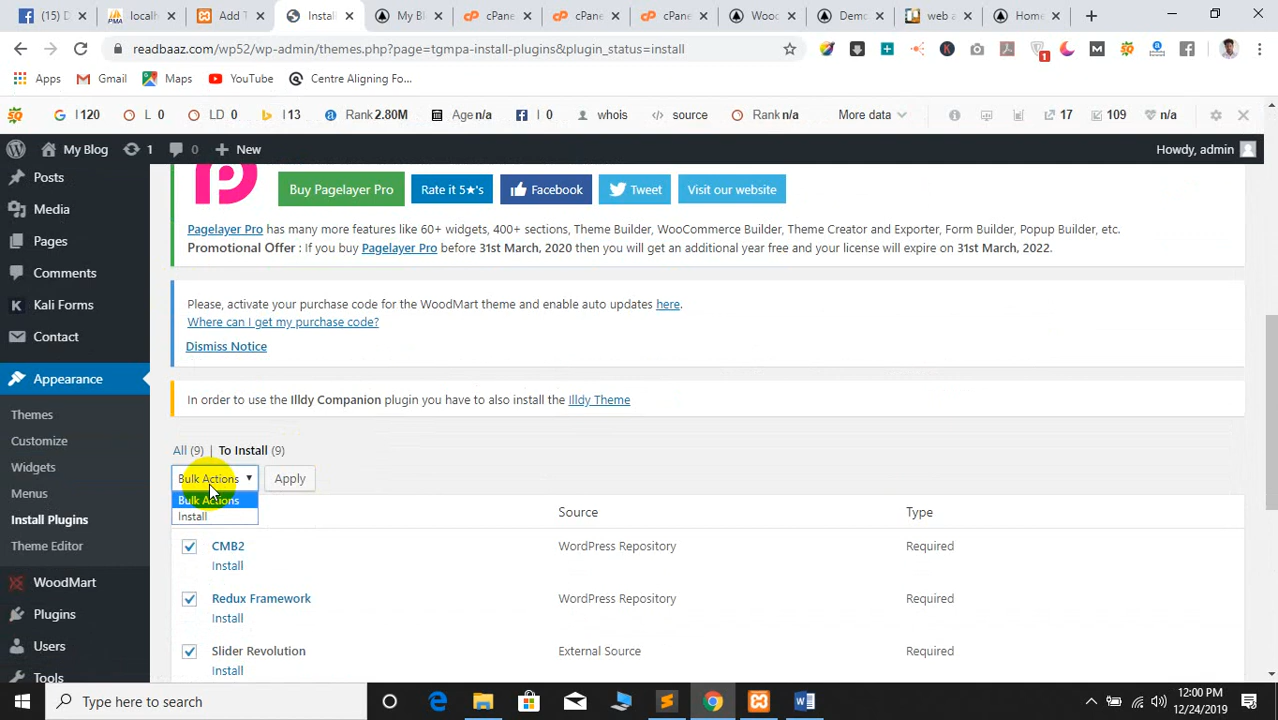 (15) D
localh
Add T
Install
My Bl
cPane
cPane
cPane
Wooc
Demo
web a
Home
readbaaz.com/wp52/wp-admin/themes.php?page=tgmpa-install-plugins&plugin_status=install
1
Apps
Gmail
Maps
YouTube
Centre Aligning Fo...
I 120
L 0
LD 0
I 13
Rank 2.80M
Age n/a
I 0
whois
source
Rank n/a
More data
17
109
n/a
My Blog
1
0
New
Howdy, admin
Posts
Media
Pages
Comments
Kali Forms
Contact
Appearance
Themes
Customize
Widgets
Menus
Install Plugins
Theme Editor
WoodMart
Plugins
Users
Tools
Buy Pagelayer Pro
Rate it 5★'s
Facebook
Tweet
Visit our website
Pagelayer Pro has many more features like 60+ widgets, 400+ sections, Theme Builder, WooCommerce Builder, Theme Creator and Exporter, Form Builder, Popup Builder, etc.
Promotional Offer : If you buy Pagelayer Pro before 31st March, 2020 then you will get an additional year free and your license will expire on 31st March, 2022.
Please, activate your purchase code for the WoodMart theme and enable auto updates here.
Where can I get my purchase code?
Dismiss Notice
In order to use the Illdy Companion plugin you have to also install the Illdy Theme
All (9) | To Install (9)
Bulk Actions
Apply
Bulk Actions
Install
Source
Type
CMB2
WordPress Repository
Required
Install
Redux Framework
WordPress Repository
Required
Install
Slider Revolution
External Source
Required
Install
Type here to search
12:00 PM
12/24/2019